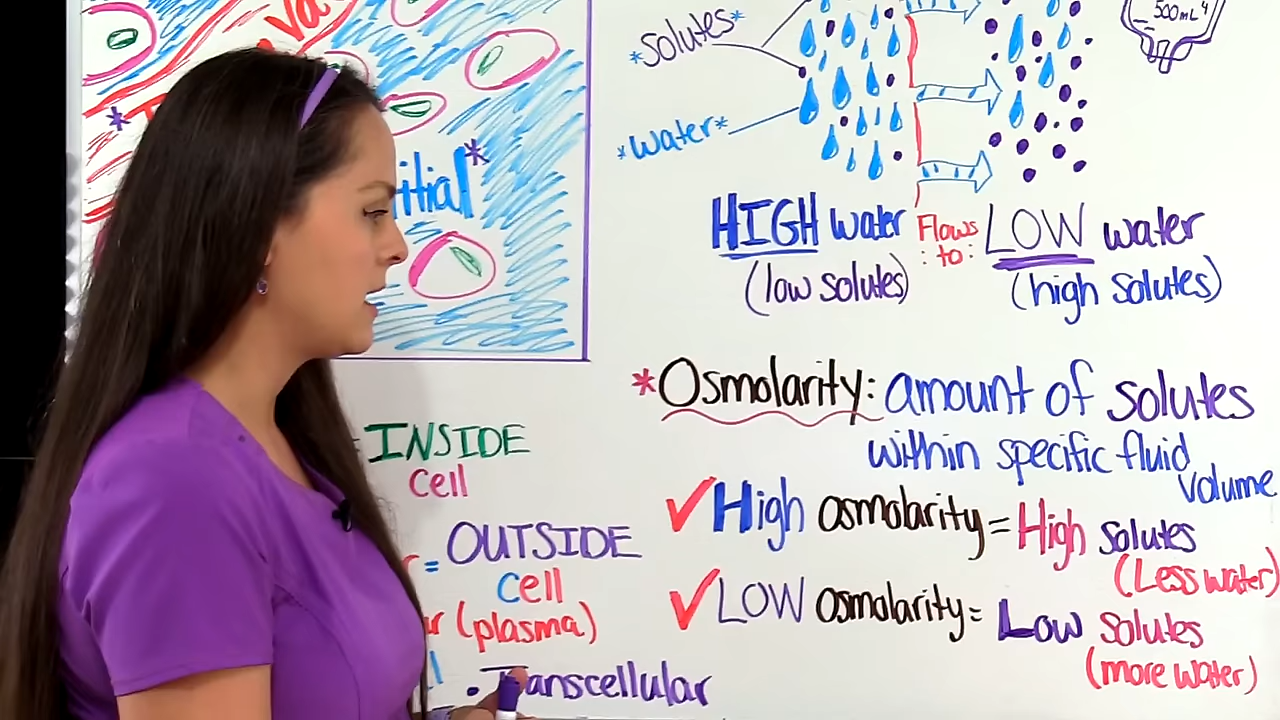 *solutes*
500mL
*water*
HIGH water
(low solutes)
Flows
:to:
LOW water
(high solutes)
*Osmolarity: amount of solutes
within specific fluid
volume
✓High osmolarity = High solutes
(Less water)
✓LOW osmolarity = Low solutes
(more water)
= INSIDE
cell
= OUTSIDE
cell
(plasma)
• Transcellular